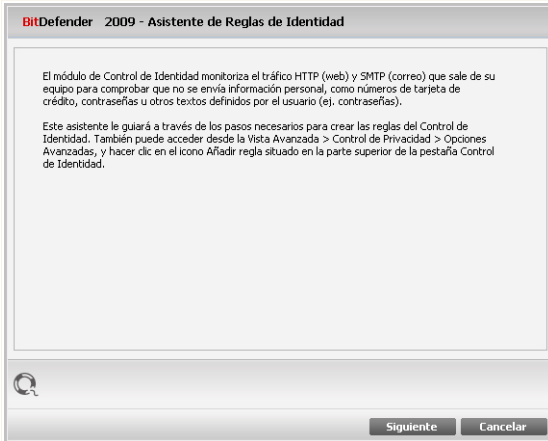 BitDefender 2009 - Asistente de Reglas de Identidad
El módulo de Control de Identidad monitoriza el tráfico HTTP (web) y SMTP (correo) que sale de su
equipo para comprobar que no se envía información personal, como números de tarjeta de
crédito, contraseñas u otros textos definidos por el usuario (ej. contraseñas).
Este asistente le guiará a través de los pasos necesarios para crear las reglas del Control de
Identidad. También puede acceder desde la Vista Avanzada > Control de Privacidad > Opciones
Avanzadas, y hacer clic en el icono Añadir regla situado en la parte superior de la pestaña Control
de Identidad.
Siguiente Cancelar